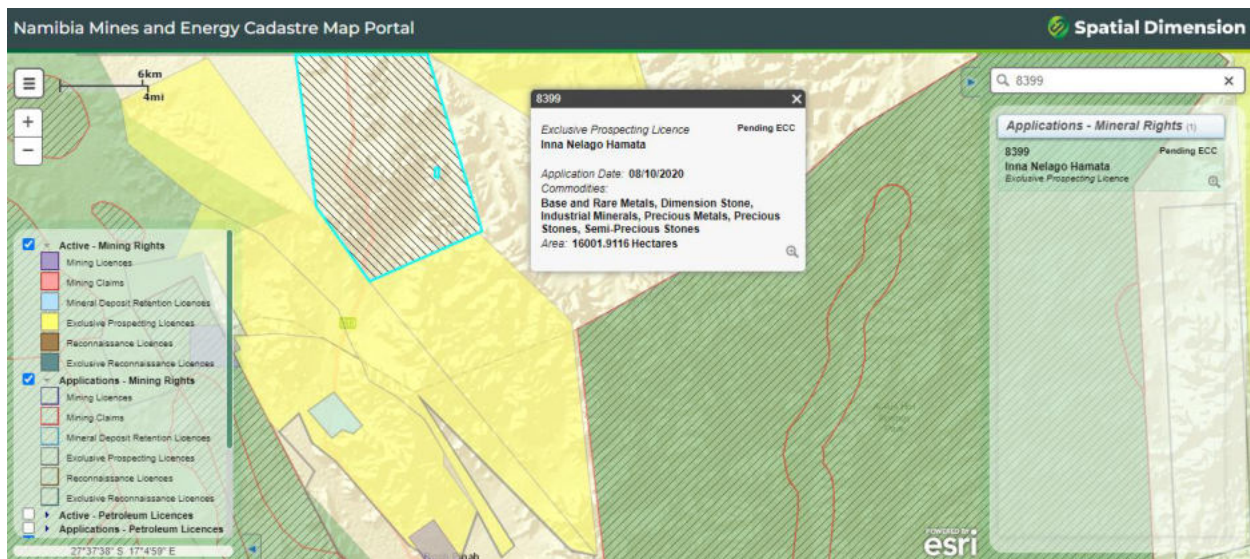 Namibia Mines and Energy Cadastre Map Portal
Spatial Dimension
6km
4mi
8399
Exclusive Prospecting Licence
Pending ECC
Inna Nelago Hamata
Application Date: 08/10/2020
Commodities:
Base and Rare Metals, Dimension Stone,
Industrial Minerals, Precious Metals, Precious
Stones, Semi-Precious Stones
Area: 16001.9116 Hectares
8399
Applications - Mineral Rights (1)
8399
Pending ECC
Inna Nelago Hamata
Exclusive Prospecting Licence
Active - Mining Rights
Mining Licences
Mining Claims
Mineral Deposit Retention Licences
Exclusive Prospecting Licences
Reconnaissance Licences
Exclusive Reconnaissance Licences
Applications - Mining Rights
Mining Licences
Mining Claims
Mineral Deposit Retention Licences
Exclusive Prospecting Licences
Reconnaissance Licences
Exclusive Reconnaissance Licences
Active - Petroleum Licences
Applications - Petroleum Licences
27°37'38" S 17°4'59" E
POWERED BY
esri